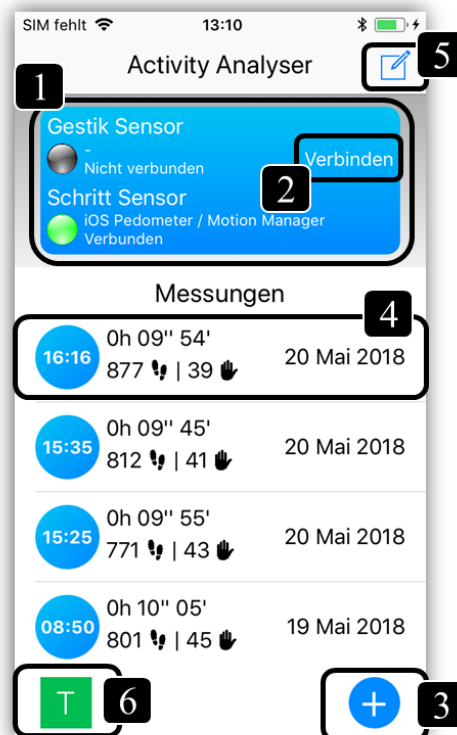 SIM fehlt 13:10
Activity Analyser 5
1
Gestik Sensor
-
Nicht verbunden Verbinden
2
Schritt Sensor
iOS Pedometer / Motion Manager
Verbunden
Messungen
4
16:16 0h 09'' 54' 20 Mai 2018
877 | 39
15:35 0h 09'' 45' 20 Mai 2018
812 | 41
15:25 0h 09'' 55' 20 Mai 2018
771 | 43
08:50 0h 10'' 05' 19 Mai 2018
801 | 45
T 6 + 3